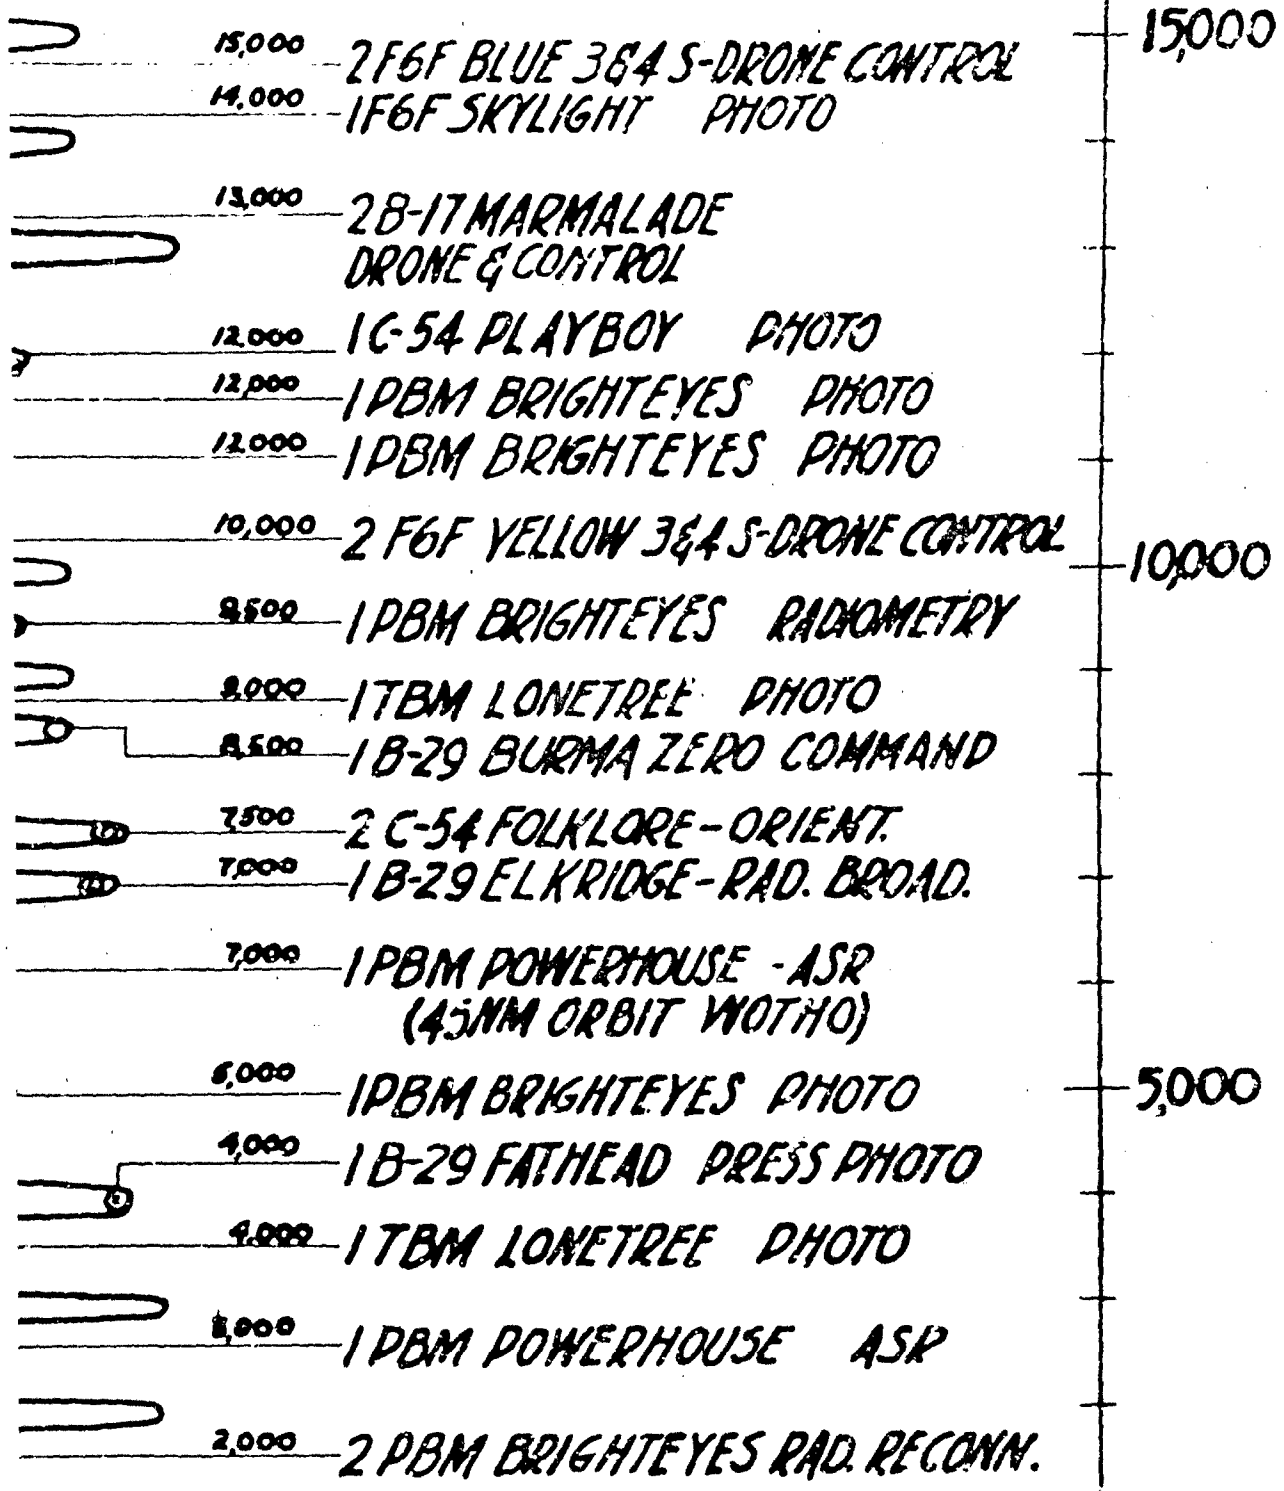 15,000 2 F6F BLUE 3&4 S-DRONE CONTROL 15,000
14,000 1 F6F SKYLIGHT PHOTO
13,000 2 B-17 MARMALADE
DRONE & CONTROL
12,000 1 C-54 PLAYBOY PHOTO
12,000 1 PBM BRIGHTEYES PHOTO
12,000 1 PBM BRIGHTEYES PHOTO
10,000 2 F6F YELLOW 3&4 S-DRONE CONTROL 10,000
9,500 1 PBM BRIGHTEYES RADIOMETRY
9,000 1 TBM LONETREE PHOTO
8,500 1 B-29 BURMA ZERO COMMAND
7,500 2 C-54 FOLKLORE-ORIENT.
7,000 1 B-29 ELKRIDGE-RAD. BROAD.
7,000 1 PBM POWERHOUSE - ASR
(45NM ORBIT WOTHO)
5,000 1 PBM BRIGHTEYES PHOTO 5,000
4,000 1 B-29 FATHEAD PRESS PHOTO
4,000 1 TBM LONETREE PHOTO
1 PBM POWERHOUSE ASR
2,000 2 PBM BRIGHTEYES RAD. RECONN.